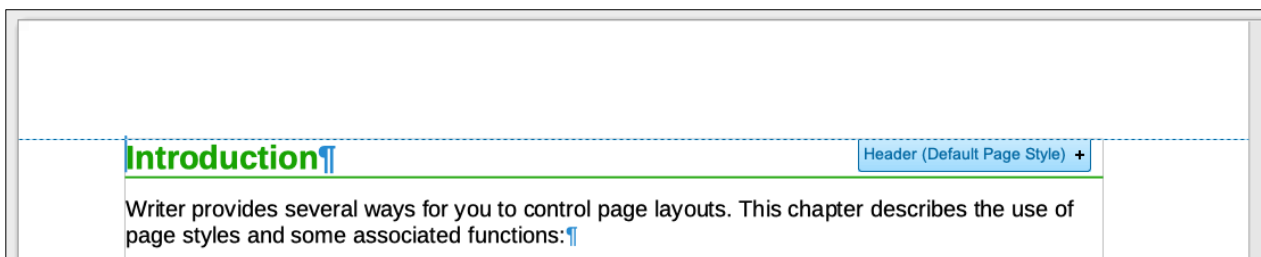 Introduction¶
Header (Default Page Style) +
Writer provides several ways for you to control page layouts. This chapter describes the use of
page styles and some associated functions:¶